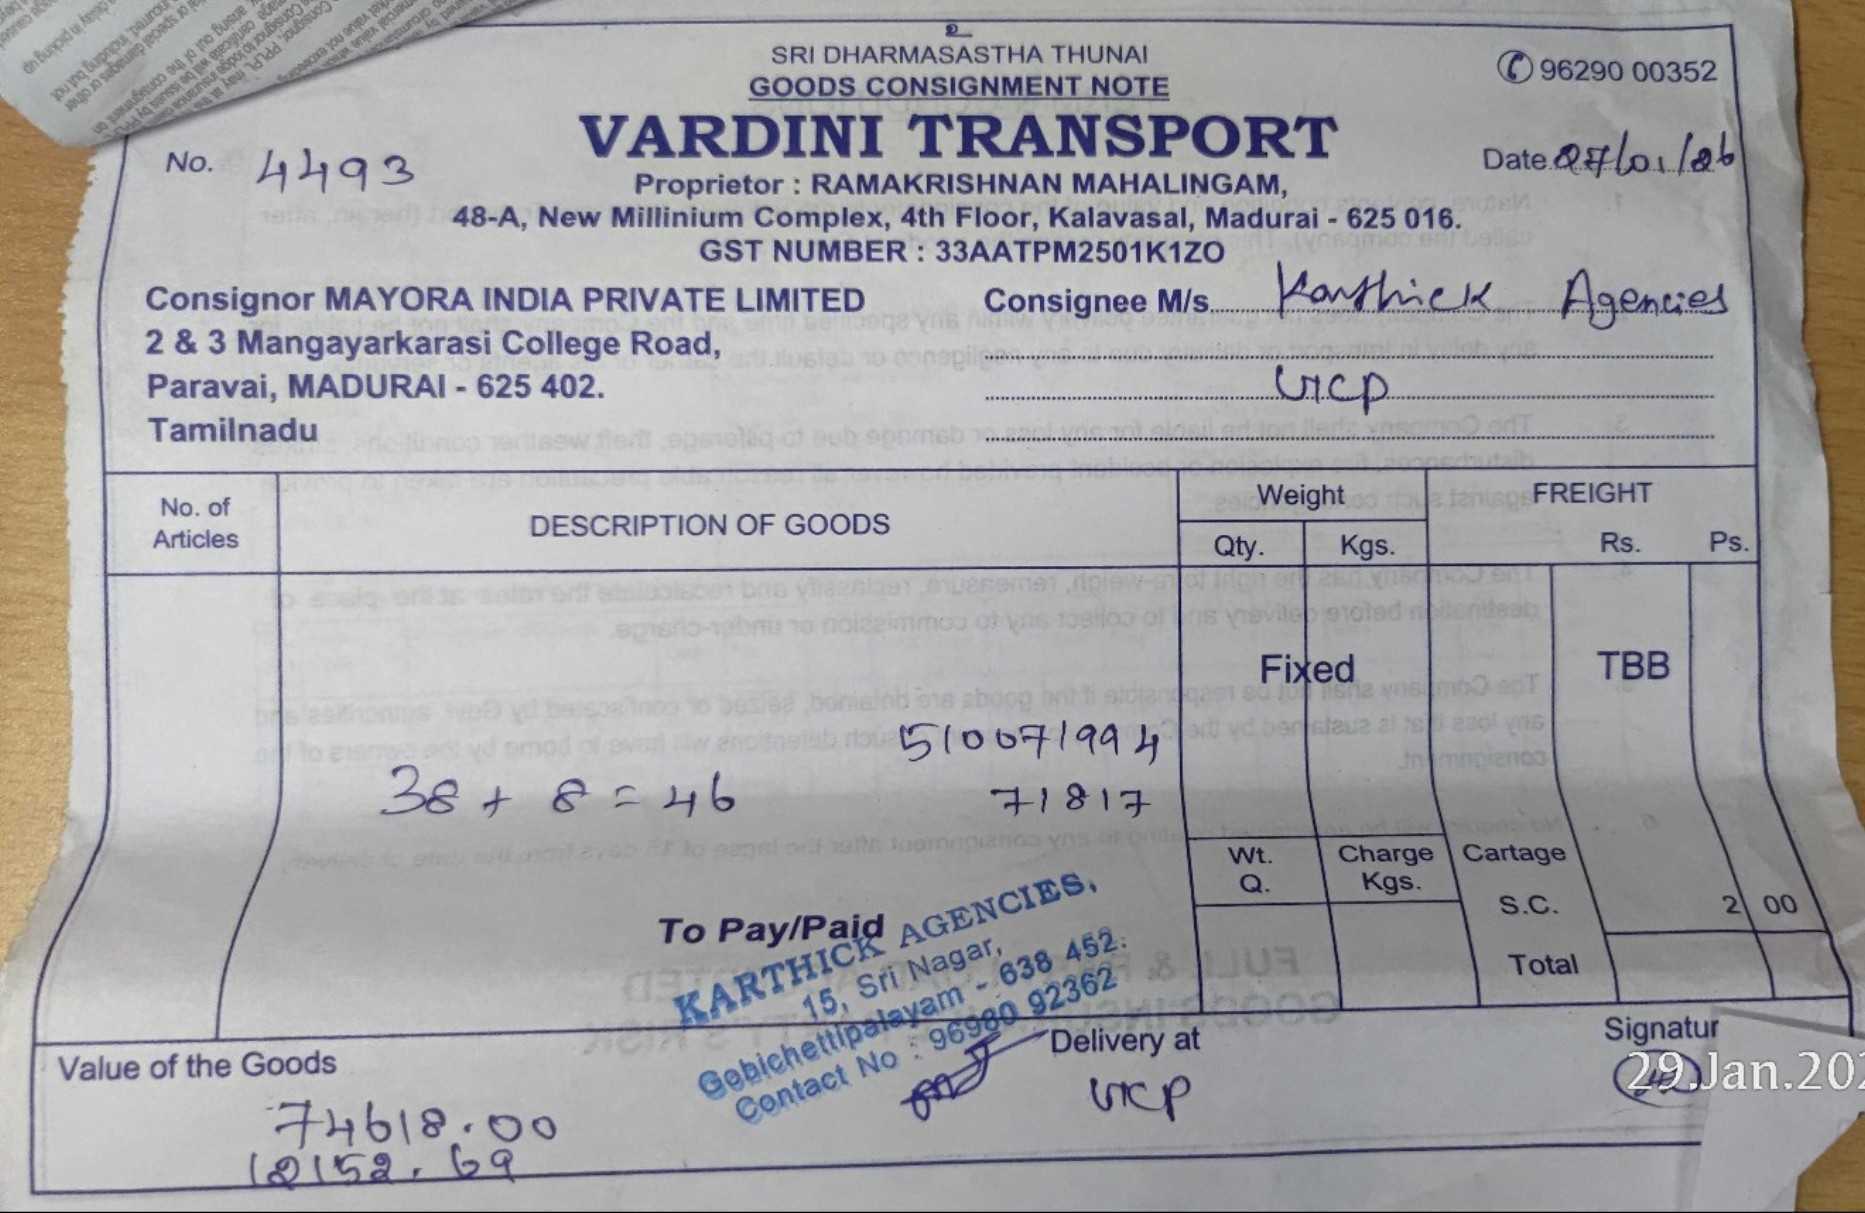 உ
SRI DHARMASASTHA THUNAI
GOODS CONSIGNMENT NOTE
✆ 96290 00352
VARDINI TRANSPORT
No. 4493
Date 27/01/26
Proprietor : RAMAKRISHNAN MAHALINGAM,
48-A, New Millinium Complex, 4th Floor, Kalavasal, Madurai - 625 016.
GST NUMBER : 33AATPM2501K1ZO
Consignor MAYORA INDIA PRIVATE LIMITED
2 & 3 Mangayarkarasi College Road,
Paravai, MADURAI - 625 402.
Tamilnadu
Consignee M/s. Karthick Agencies
No. of Articles
DESCRIPTION OF GOODS
Weight
Qty. Kgs.
FREIGHT
Rs. Ps.
Fixed
TBB
510071994
38 + 8 = 46
71817
Wt. Q.
Charge Kgs.
Cartage
S.C. 2 00
Total
To Pay/Paid
KARTHICK AGENCIES.
15, Sri Nagar,
Gobichettipalayam - 638 452.
Contact No : 96980 92362
Value of the Goods
74618.00
12152.69
Delivery at
Signatur
29.Jan.202